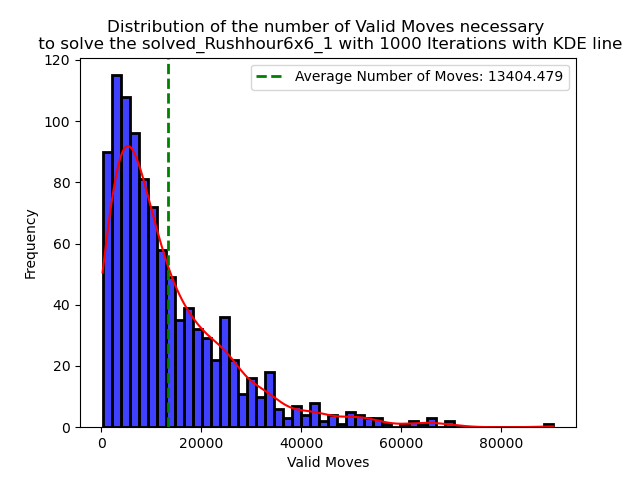 Distribution of the number of Valid Moves necessary
to solve the solved_Rushhour6x6_1 with 1000 Iterations with KDE line
Average Number of Moves: 13404.479
120
100
80
60
40
20
0
Frequency
0 20000 40000 60000 80000
Valid Moves